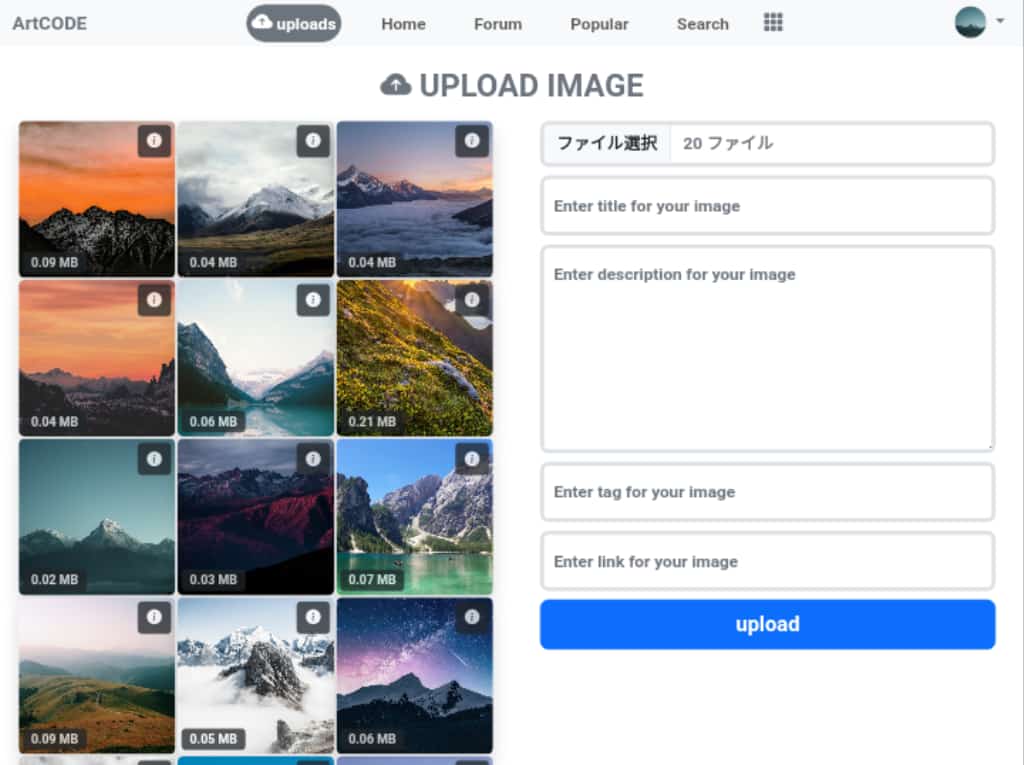 ArtCODE
uploads
Home
Forum
Popular
Search
UPLOAD IMAGE
0.09 MB
0.04 MB
0.04 MB
0.04 MB
0.06 MB
0.21 MB
0.02 MB
0.03 MB
0.07 MB
0.09 MB
0.05 MB
0.06 MB
ファイル選択 20 ファイル
Enter title for your image
Enter description for your image
Enter tag for your image
Enter link for your image
upload